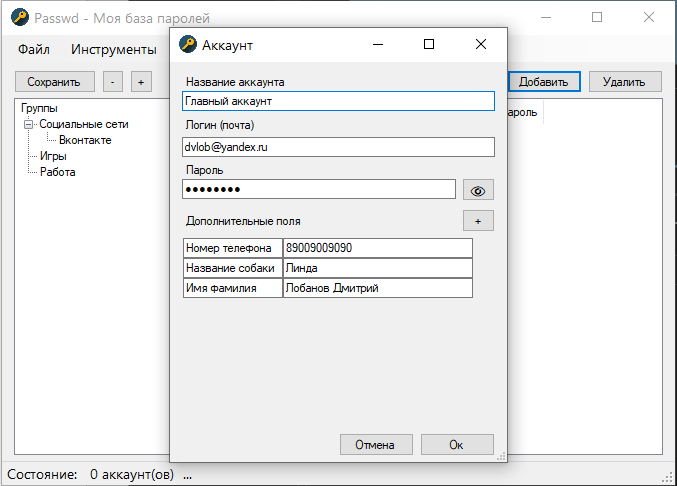 Passwd - Моя база паролей
Файл Инструменты
Сохранить - + Добавить Удалить
Группы
Социальные сети
Вконтакте
Игры
Работа
ароль
Аккаунт
Название аккаунта
Главный аккаунт
Логин (почта)
dvlob@yandex.ru
Пароль
Дополнительные поля +
Номер телефона 89009009090
Название собаки Линда
Имя фамилия Лобанов Дмитрий
Отмена Ок
Состояние: 0 аккаунт(ов) ...